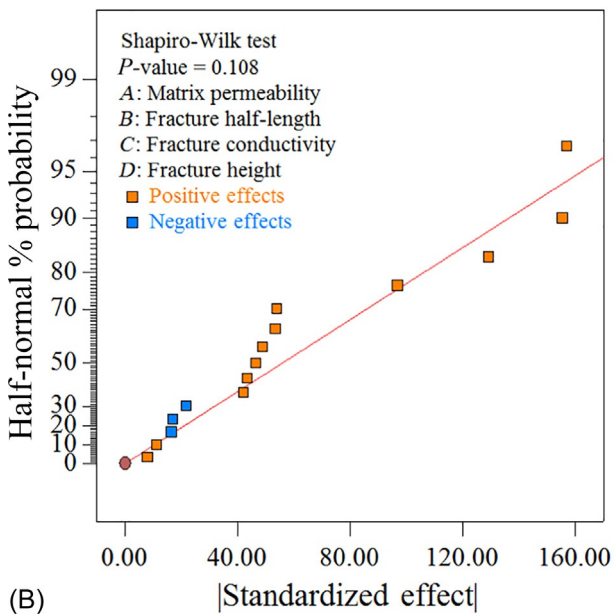 Shapiro-Wilk test
P-value = 0.108
A: Matrix permeability
B: Fracture half-length
C: Fracture conductivity
D: Fracture height
Positive effects
Negative effects
Half-normal % probability
99
95
90
80
70
50
30
20
10
0
0.00 40.00 80.00 120.00 160.00
|Standardized effect|
(B)